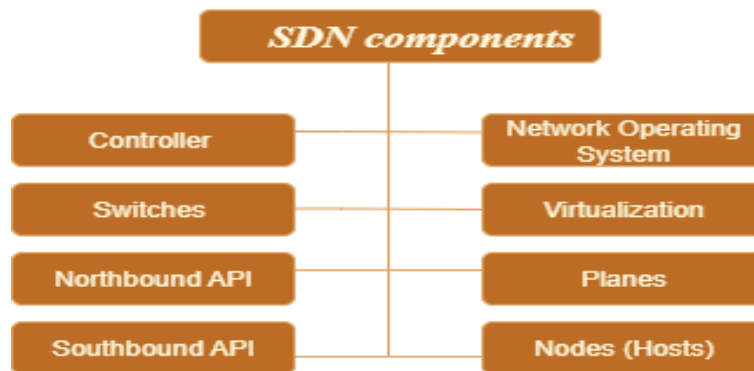 SDN components
Controller
Network Operating
System
Switches
Virtualization
Northbound API
Planes
Southbound API
Nodes (Hosts)